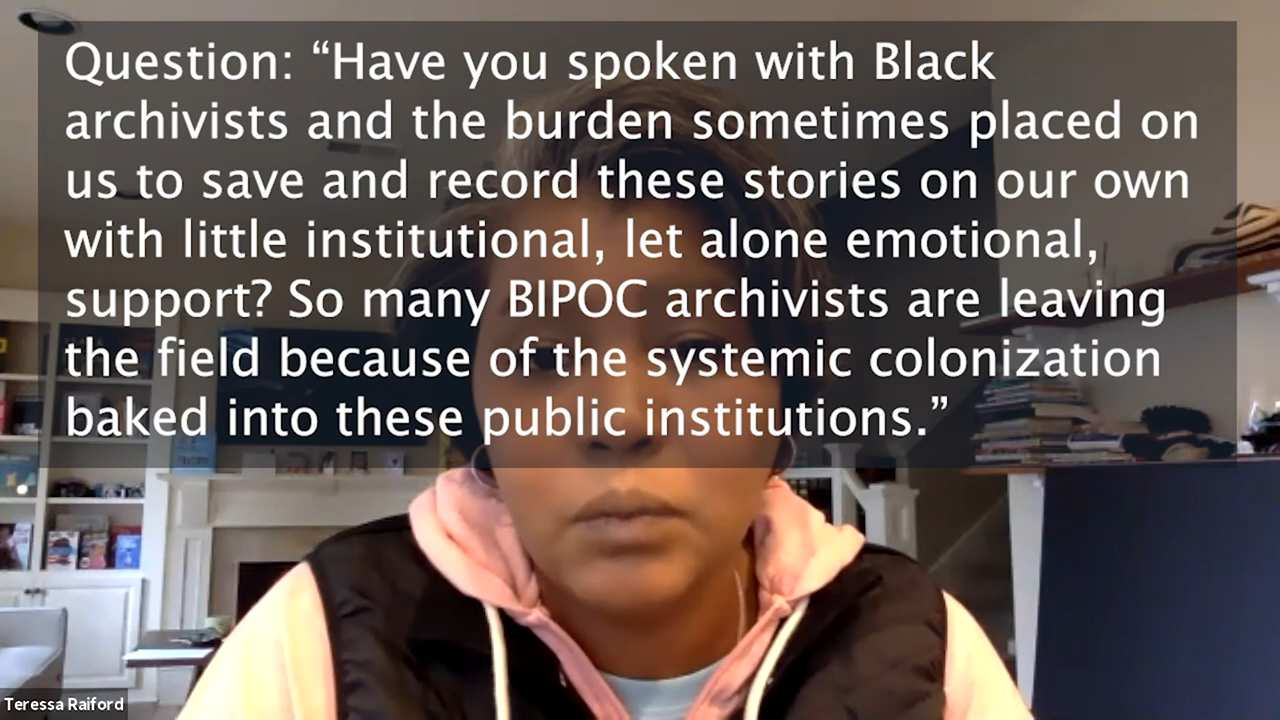 Question: “Have you spoken with Black
archivists and the burden sometimes placed on
us to save and record these stories on our own
with little institutional, let alone emotional,
support? So many BIPOC archivists are leaving
the field because of the systemic colonization
baked into these public institutions.”
Teressa Raiford